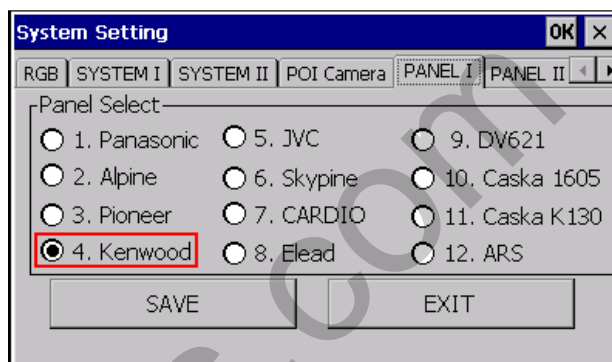 System Setting OK ×
RGB SYSTEM I SYSTEM II POI Camera PANEL I PANEL II
Panel Select
1. Panasonic 5. JVC 9. DV621
2. Alpine 6. Skypine 10. Caska 1605
3. Pioneer 7. CARDIO 11. Caska K130
4. Kenwood 8. Elead 12. ARS
SAVE EXIT